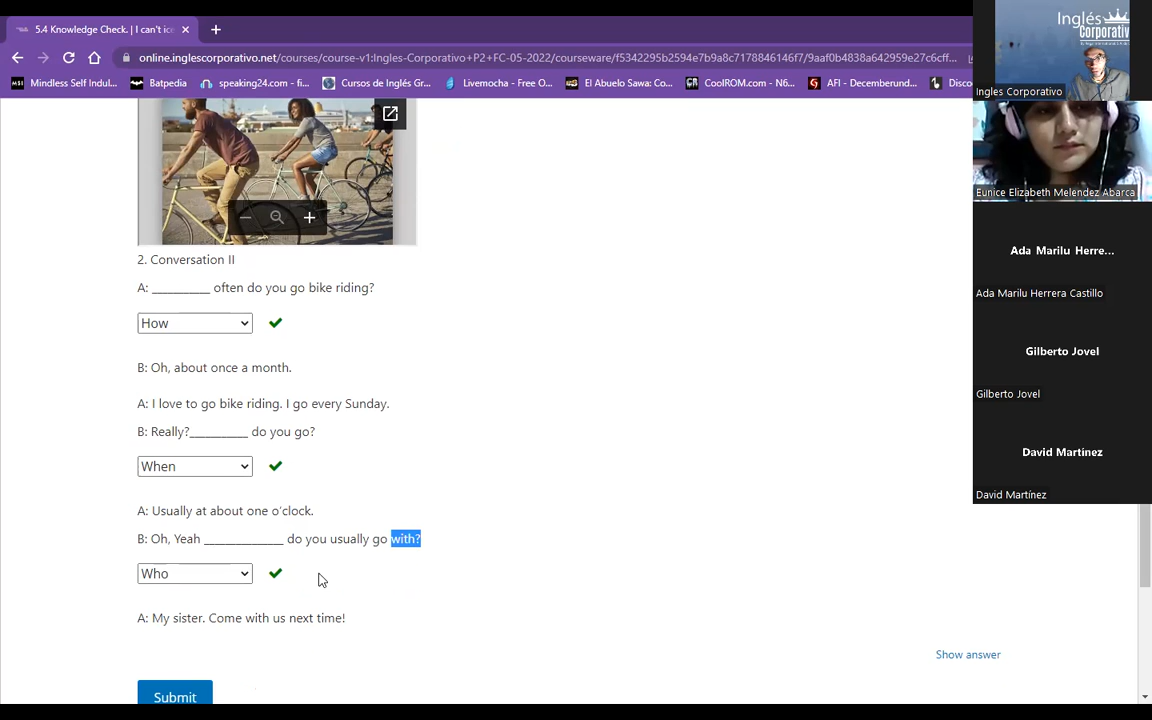 5.4 Knowledge Check. | I can't ice
online.inglescorporativo.net/courses/course-v1:Ingles-Corporativo+P2+FC-05-2022/courseware/f5342295b2594e7b9a8c7178846146f7/9aaf0b4838a642959e27c6cff...
Mindless Self Indul... Batpedia speaking24.com - fi... Cursos de Inglés Gr... Livemocha - Free O... El Abuelo Sawa: Co... CoolROM.com - N6... AFI - Decemberund... Disco
2. Conversation II
A: __________ often do you go bike riding?
How
B: Oh, about once a month.
A: I love to go bike riding. I go every Sunday.
B: Really?__________ do you go?
When
A: Usually at about one o'clock.
B: Oh, Yeah ______________ do you usually go with?
Who
A: My sister. Come with us next time!
Show answer
Submit
Inglés
Corporativo
Ingles Corporativo
Eunice Elizabeth Melendez Abarca
Ada Marilu Herre...
Ada Marilu Herrera Castillo
Gilberto Jovel
Gilberto Jovel
David Martínez
David Martínez